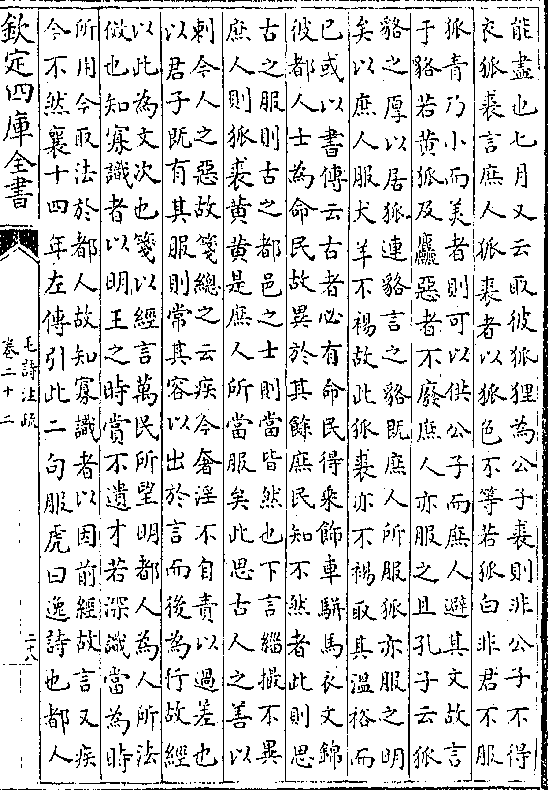 能盡也七月又云取彼狐狸為公子裘則非公子不得
衣狐裘言庶人狐裘者以狐色不等若狐白非君不服
狐青乃小而美者則可以供公子而庶人避其文故言
于貉若黃狐及麤惡者不廢庶人亦服之且孔子云狐
貉之厚以居狐連貉言之貉既庶人所服狐亦服之明
矣以庶人服犬羊不裼故此狐裘亦不裼取其溫裕而
已或以書傳云古者必有命民得乘飾車駢馬衣文錦
彼都人士為命民故異於其餘庶民知不然者此則思
古之服則古之都邑之士則當皆然也下言緇撮不異
庶人則狐裘黃黃是庶人所當服矣此思古人之善以
刺今人之惡故箋總之云疾今奢淫不自責以過差也
以君子既有其服則常其容以出於言而後為行故經
以此為文次也箋以經言萬民所望明都人為人所法
倣也知寡識者以明王之時賞不遺才若深識當為時
所用今取法於都人故知寡識者以因前經故言又疾
今不然襄十四年左傳引此二句服虎曰逸詩也都人
欽定四庫全書
毛詩注疏
卷二十二
二十八